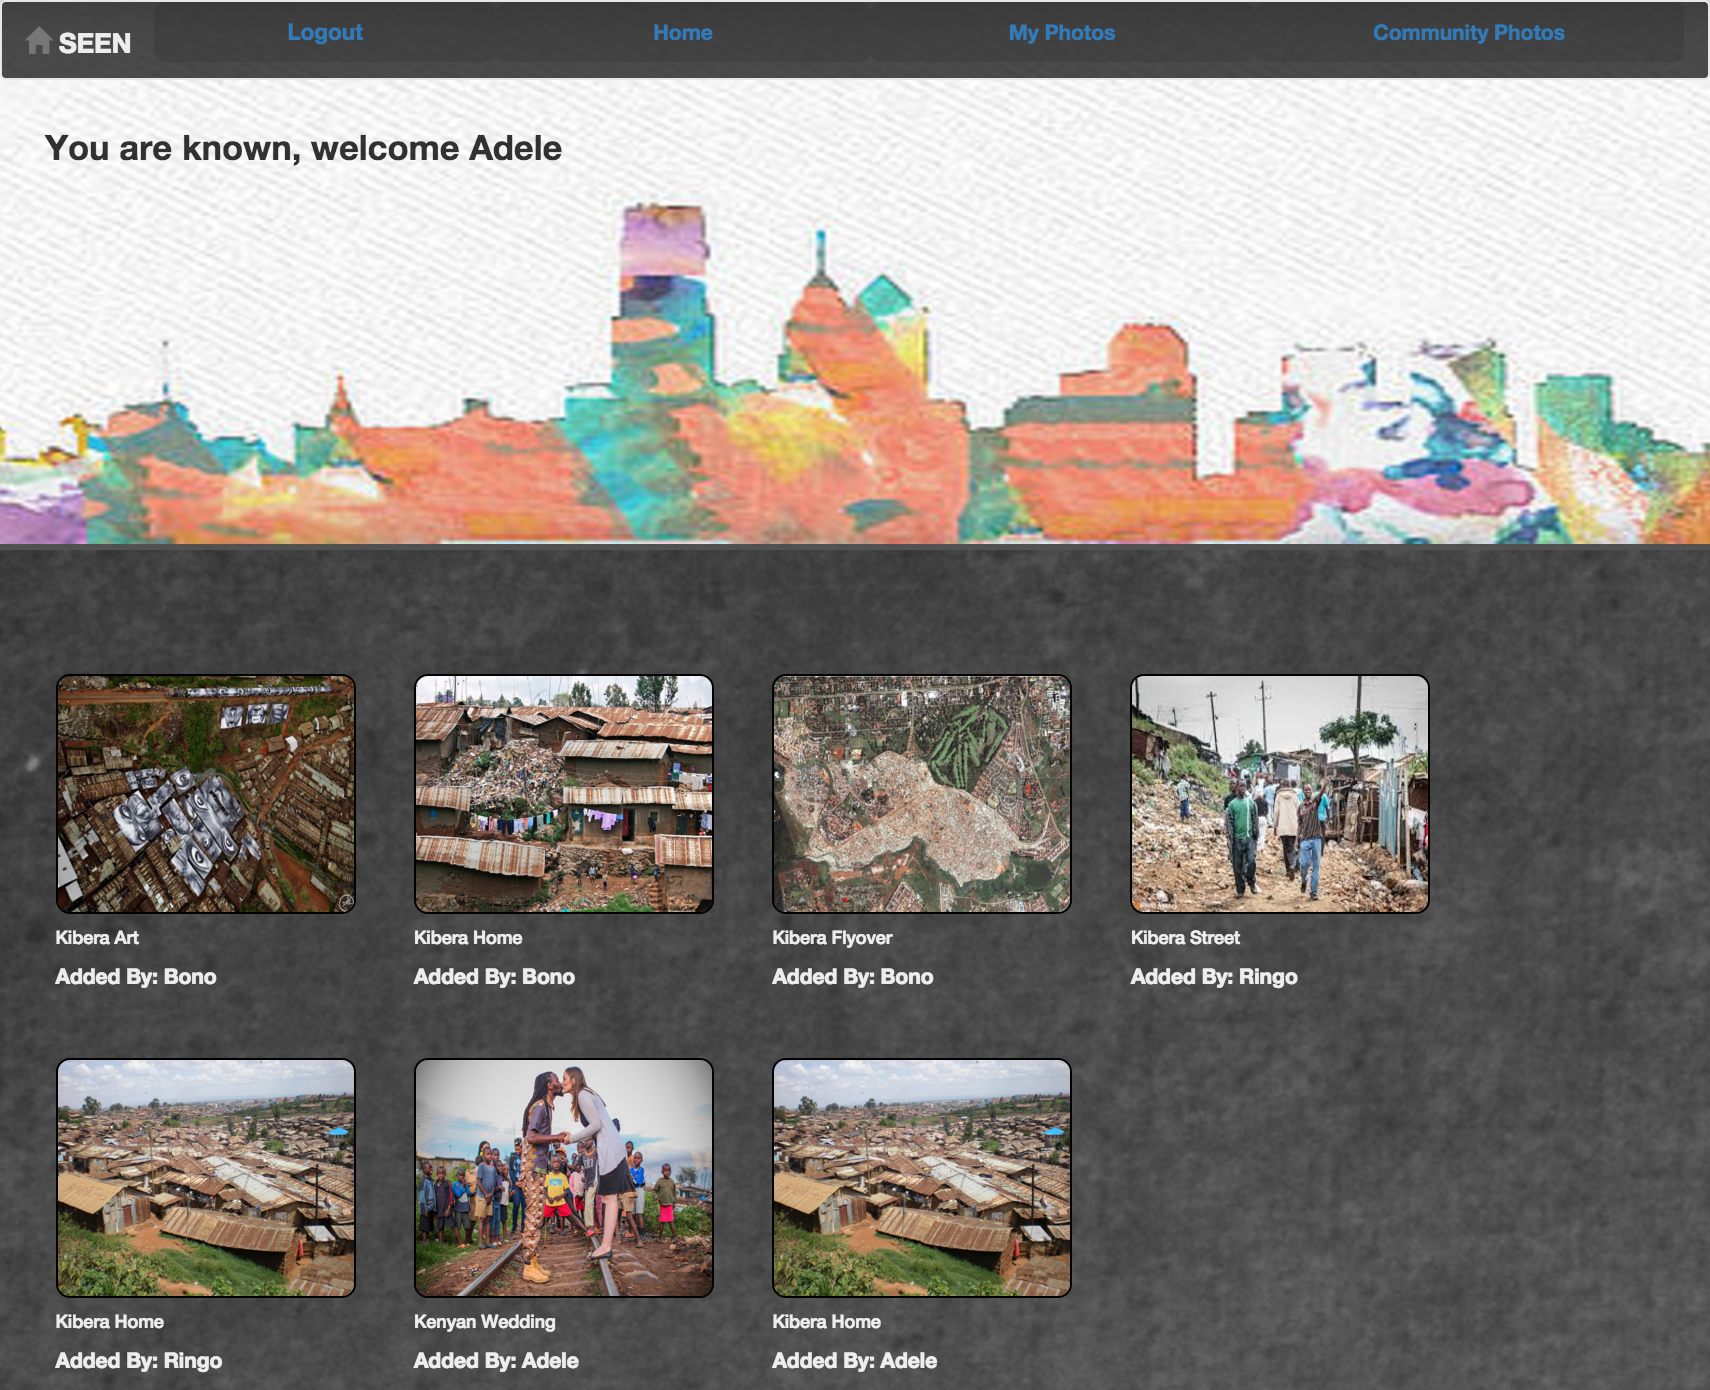 SEEN
Logout
Home
My Photos
Community Photos
You are known, welcome Adele
Kibera Art
Added By: Bono
Kibera Home
Added By: Bono
Kibera Flyover
Added By: Bono
Kibera Street
Added By: Ringo
Kibera Home
Added By: Ringo
Kenyan Wedding
Added By: Adele
Kibera Home
Added By: Adele